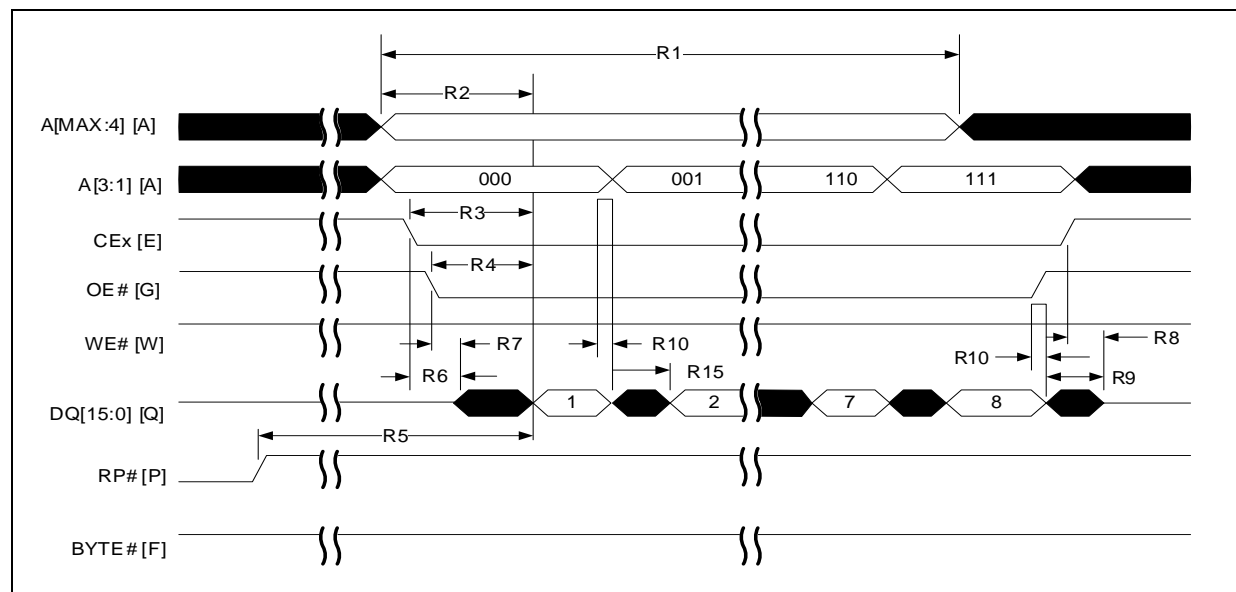 R1
R2
A[MAX:4] [A]
A[3:1] [A]
000
001
110
111
R3
CEx [E]
R4
OE# [G]
WE# [W]
R7
R10
R10
R8
R6
R15
R9
DQ[15:0] [Q]
1
2
7
8
R5
RP# [P]
BYTE# [F]